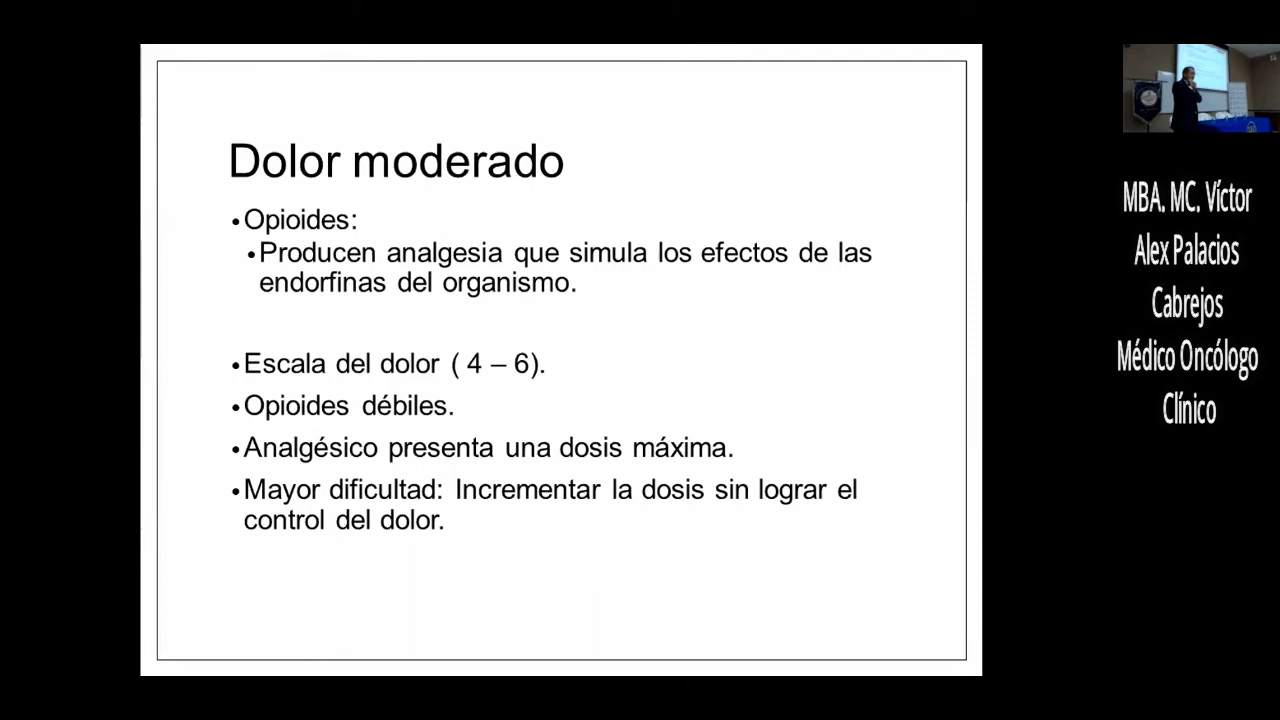 Dolor moderado
•Opioides:
•Producen analgesia que simula los efectos de las
endorfinas del organismo.
•Escala del dolor ( 4 – 6).
•Opioides débiles.
•Analgésico presenta una dosis máxima.
•Mayor dificultad: Incrementar la dosis sin lograr el
control del dolor.
MBA. MC. Víctor
Alex Palacios
Cabrejos
Médico Oncólogo
Clínico